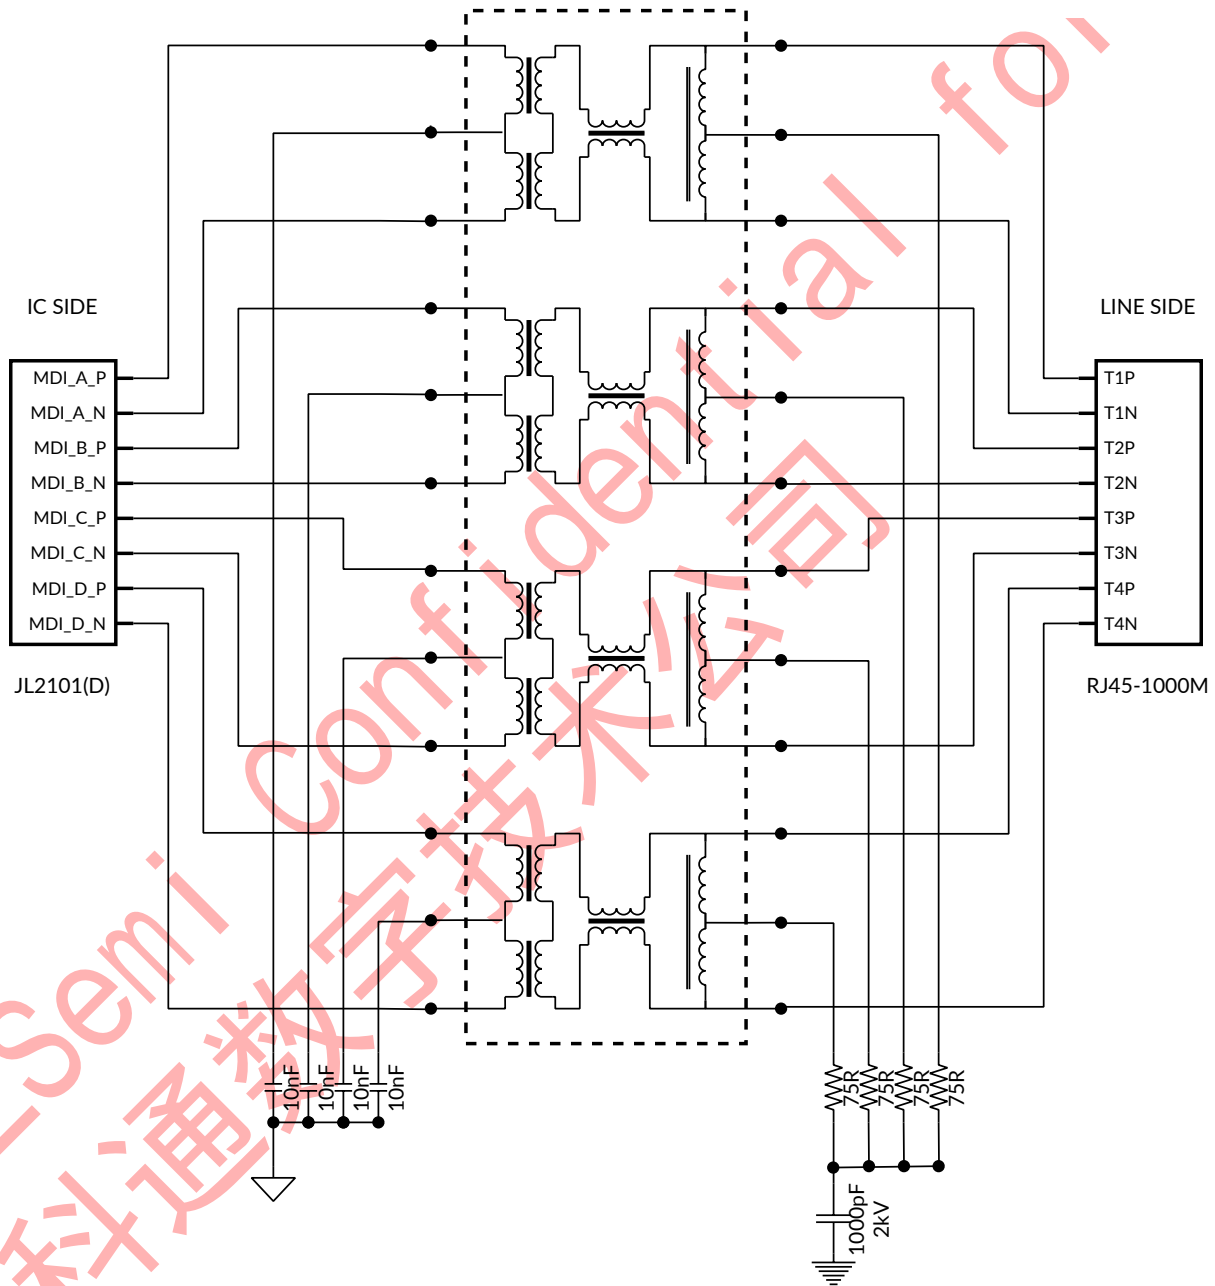 IC SIDE
LINE SIDE
MDI_A_P
MDI_A_N
MDI_B_P
MDI_B_N
MDI_C_P
MDI_C_N
MDI_D_P
MDI_D_N
JL2101(D)
T1P
T1N
T2P
T2N
T3P
T3N
T4P
T4N
RJ45-1000M
10nF
10nF
10nF
10nF
75R
75R
75R
75R
1000pF
2kV
_Semi Confidential for
科通数字技术公司